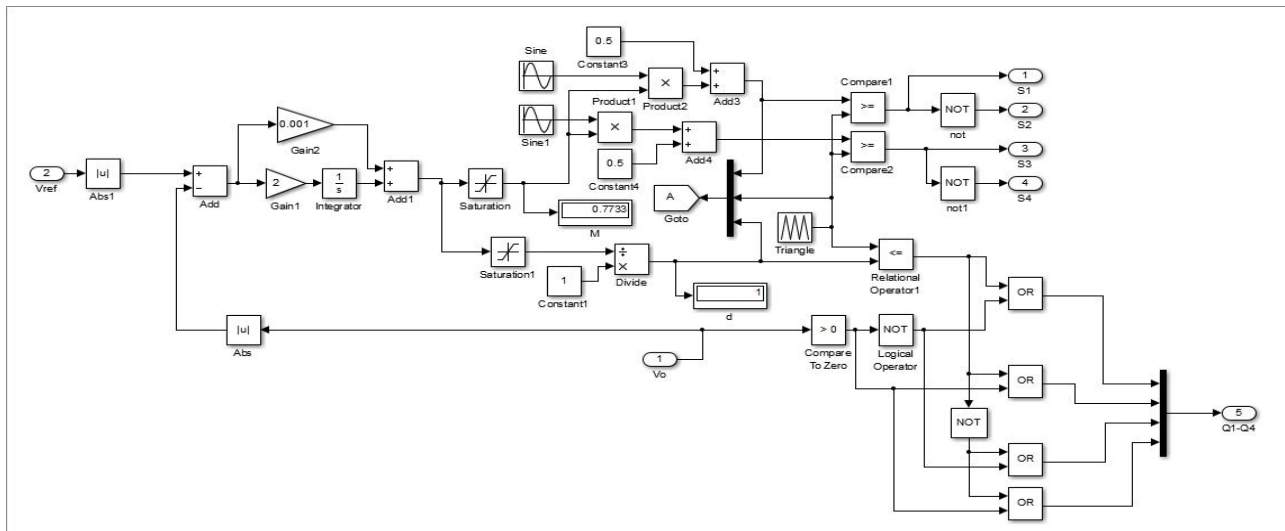 Sine
0.5
Constant3
×
Product2
+
+
Add3
Sine1
Product1
×
0.5
Constant4
+
+
Add4
Compare1
>=
>=
Compare2
1
S1
NOT
not
2
S2
3
S3
NOT
not1
4
S4
0.001
Gain2
2
Vref
|u|
Abs1
+
−
Add
2
Gain1
1
s
Integrator
+
+
Add1
Saturation
0.7733
M
A
Goto
Triangle
Saturation1
1
Constant1
÷
×
Divide
1
d
<=
Relational
Operator1
OR
|u|
Abs
1
Vo
> 0
Compare
To Zero
NOT
Logical
Operator
OR
NOT
OR
OR
5
Q1-Q4